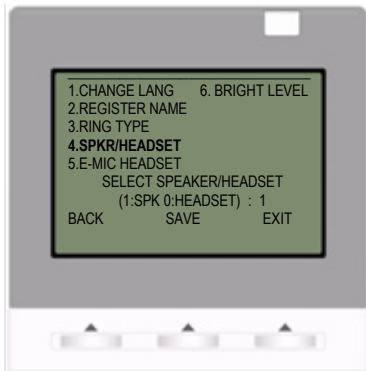 1.CHANGE LANG 6. BRIGHT LEVEL
2.REGISTER NAME
3.RING TYPE
4.SPKR/HEADSET
5.E-MIC HEADSET
SELECT SPEAKER/HEADSET
(1:SPK 0:HEADSET) : 1
BACK SAVE EXIT